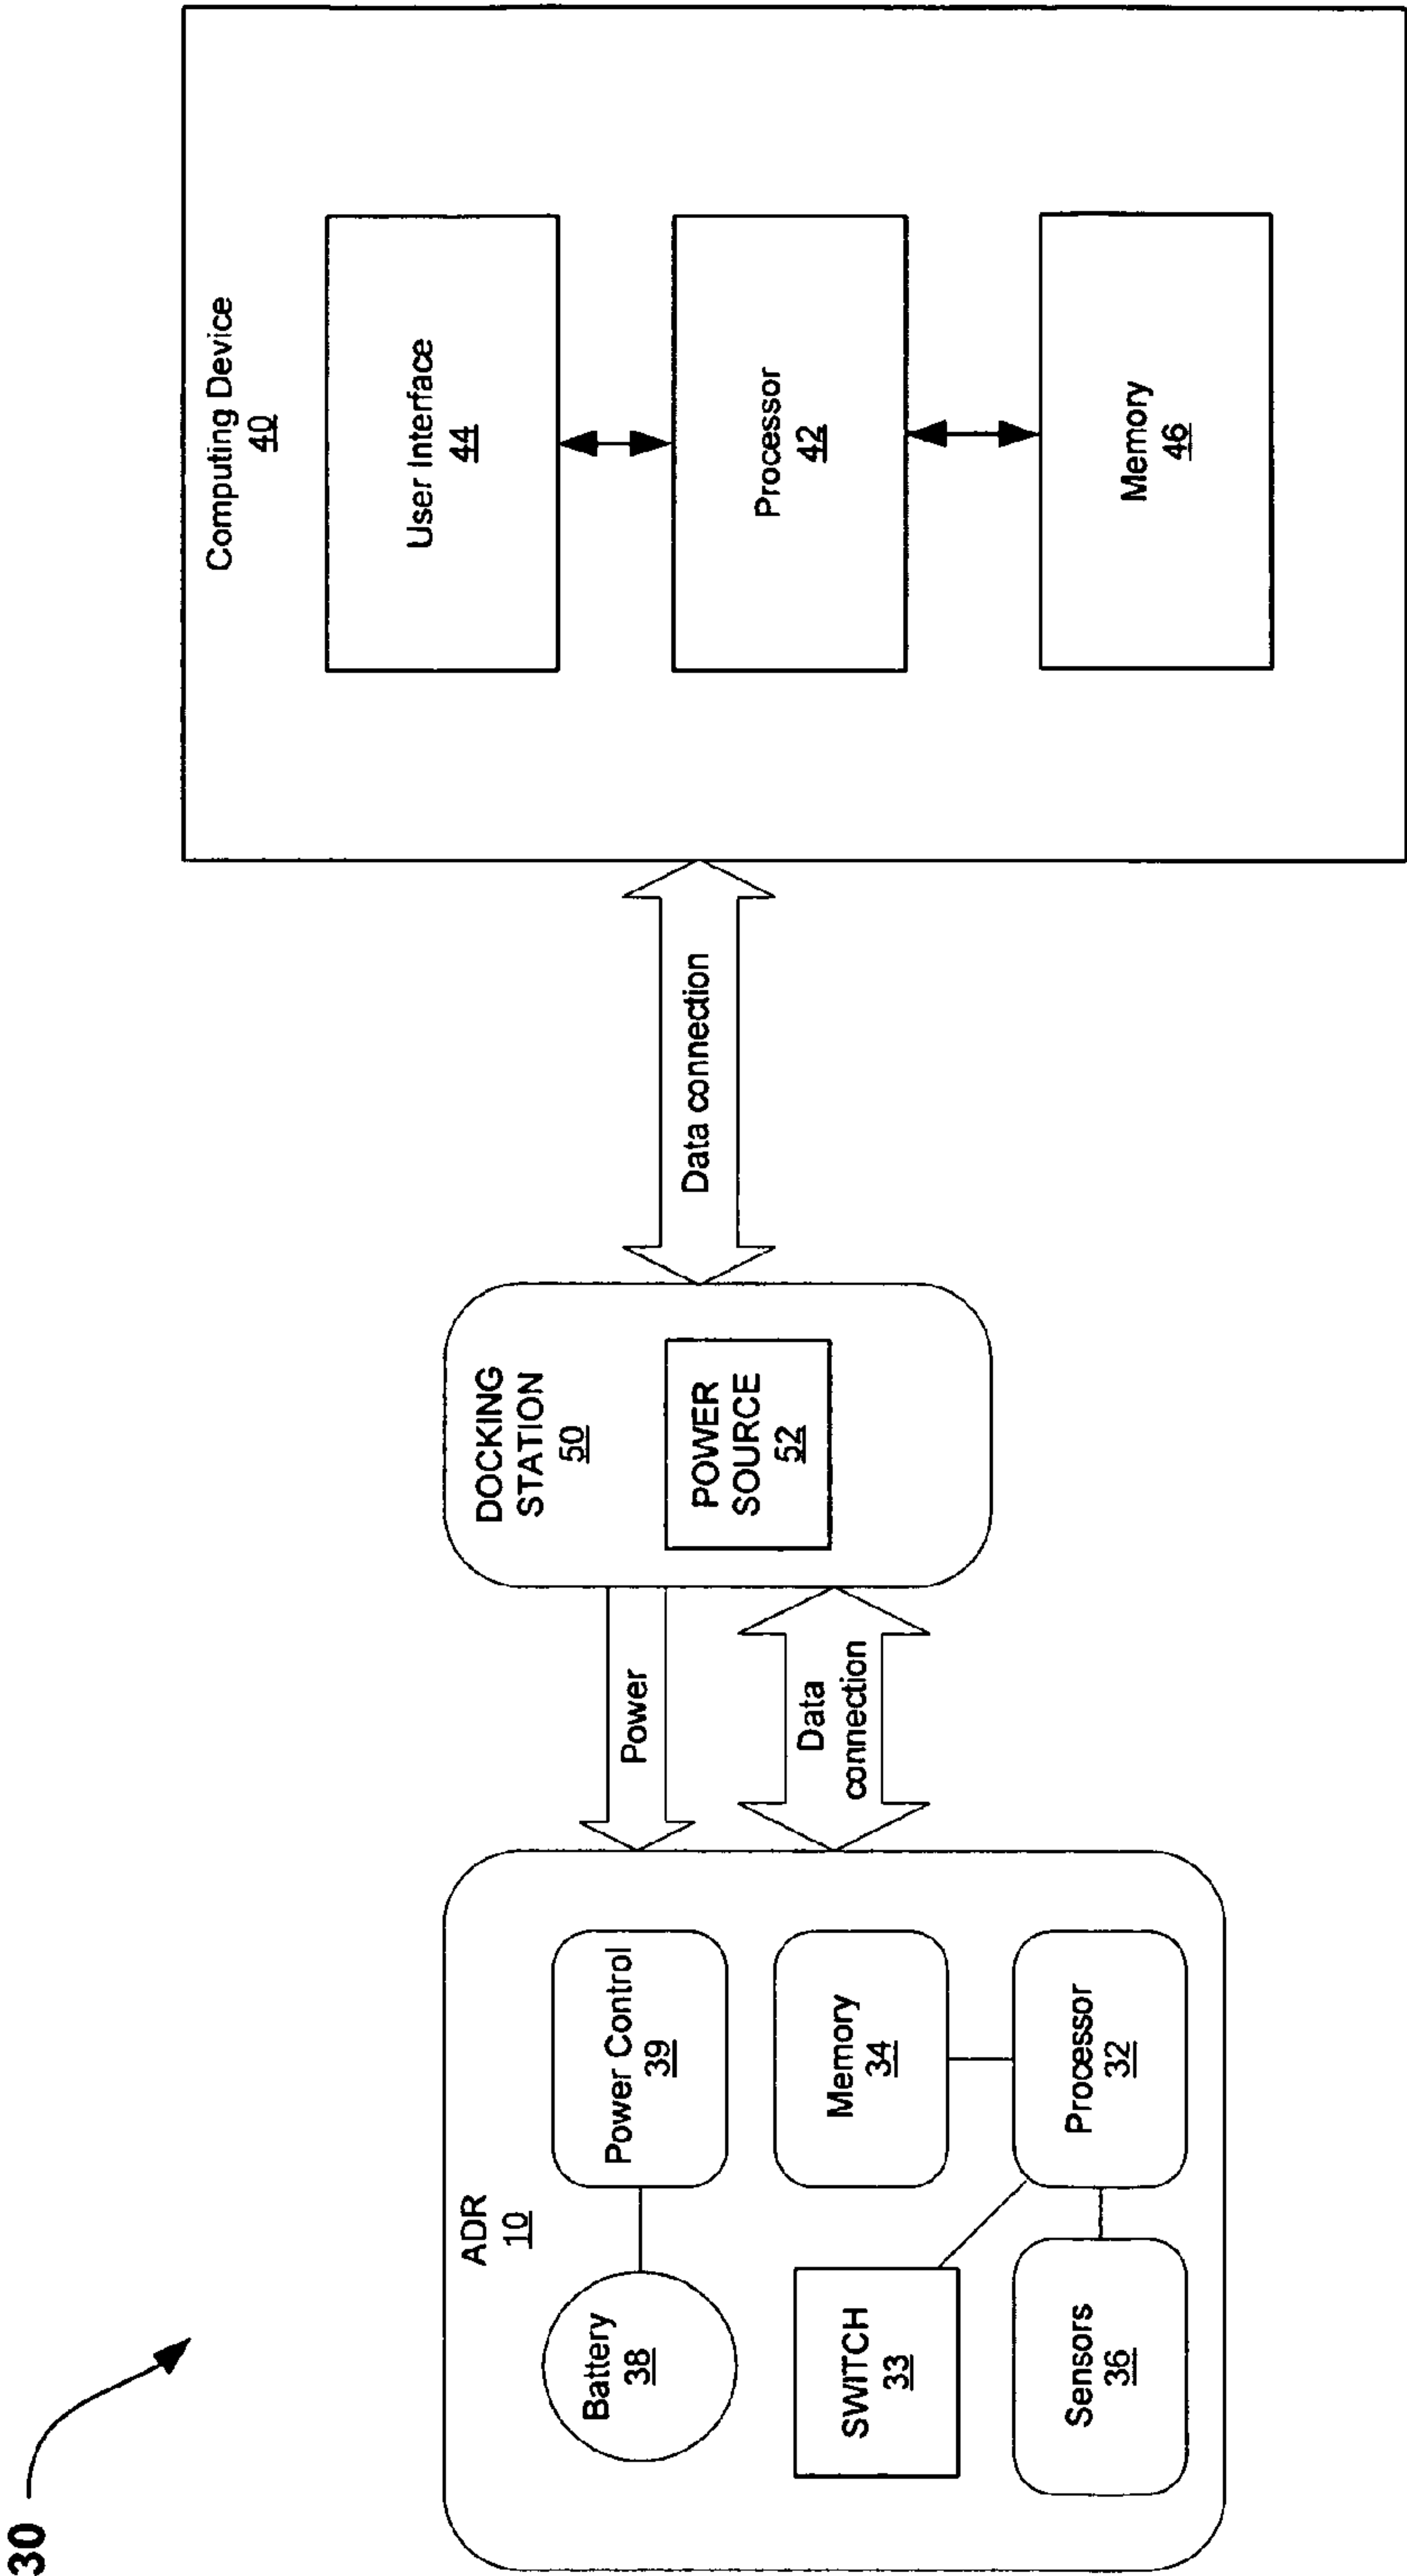 30
ADR
10
Battery
38
Power Control
39
SWITCH
33
Memory
34
Sensors
36
Processor
32
Power
Data
connection
DOCKING
STATION
50
POWER
SOURCE
52
Data connection
Computing Device
40
User Interface
44
Processor
42
Memory
46